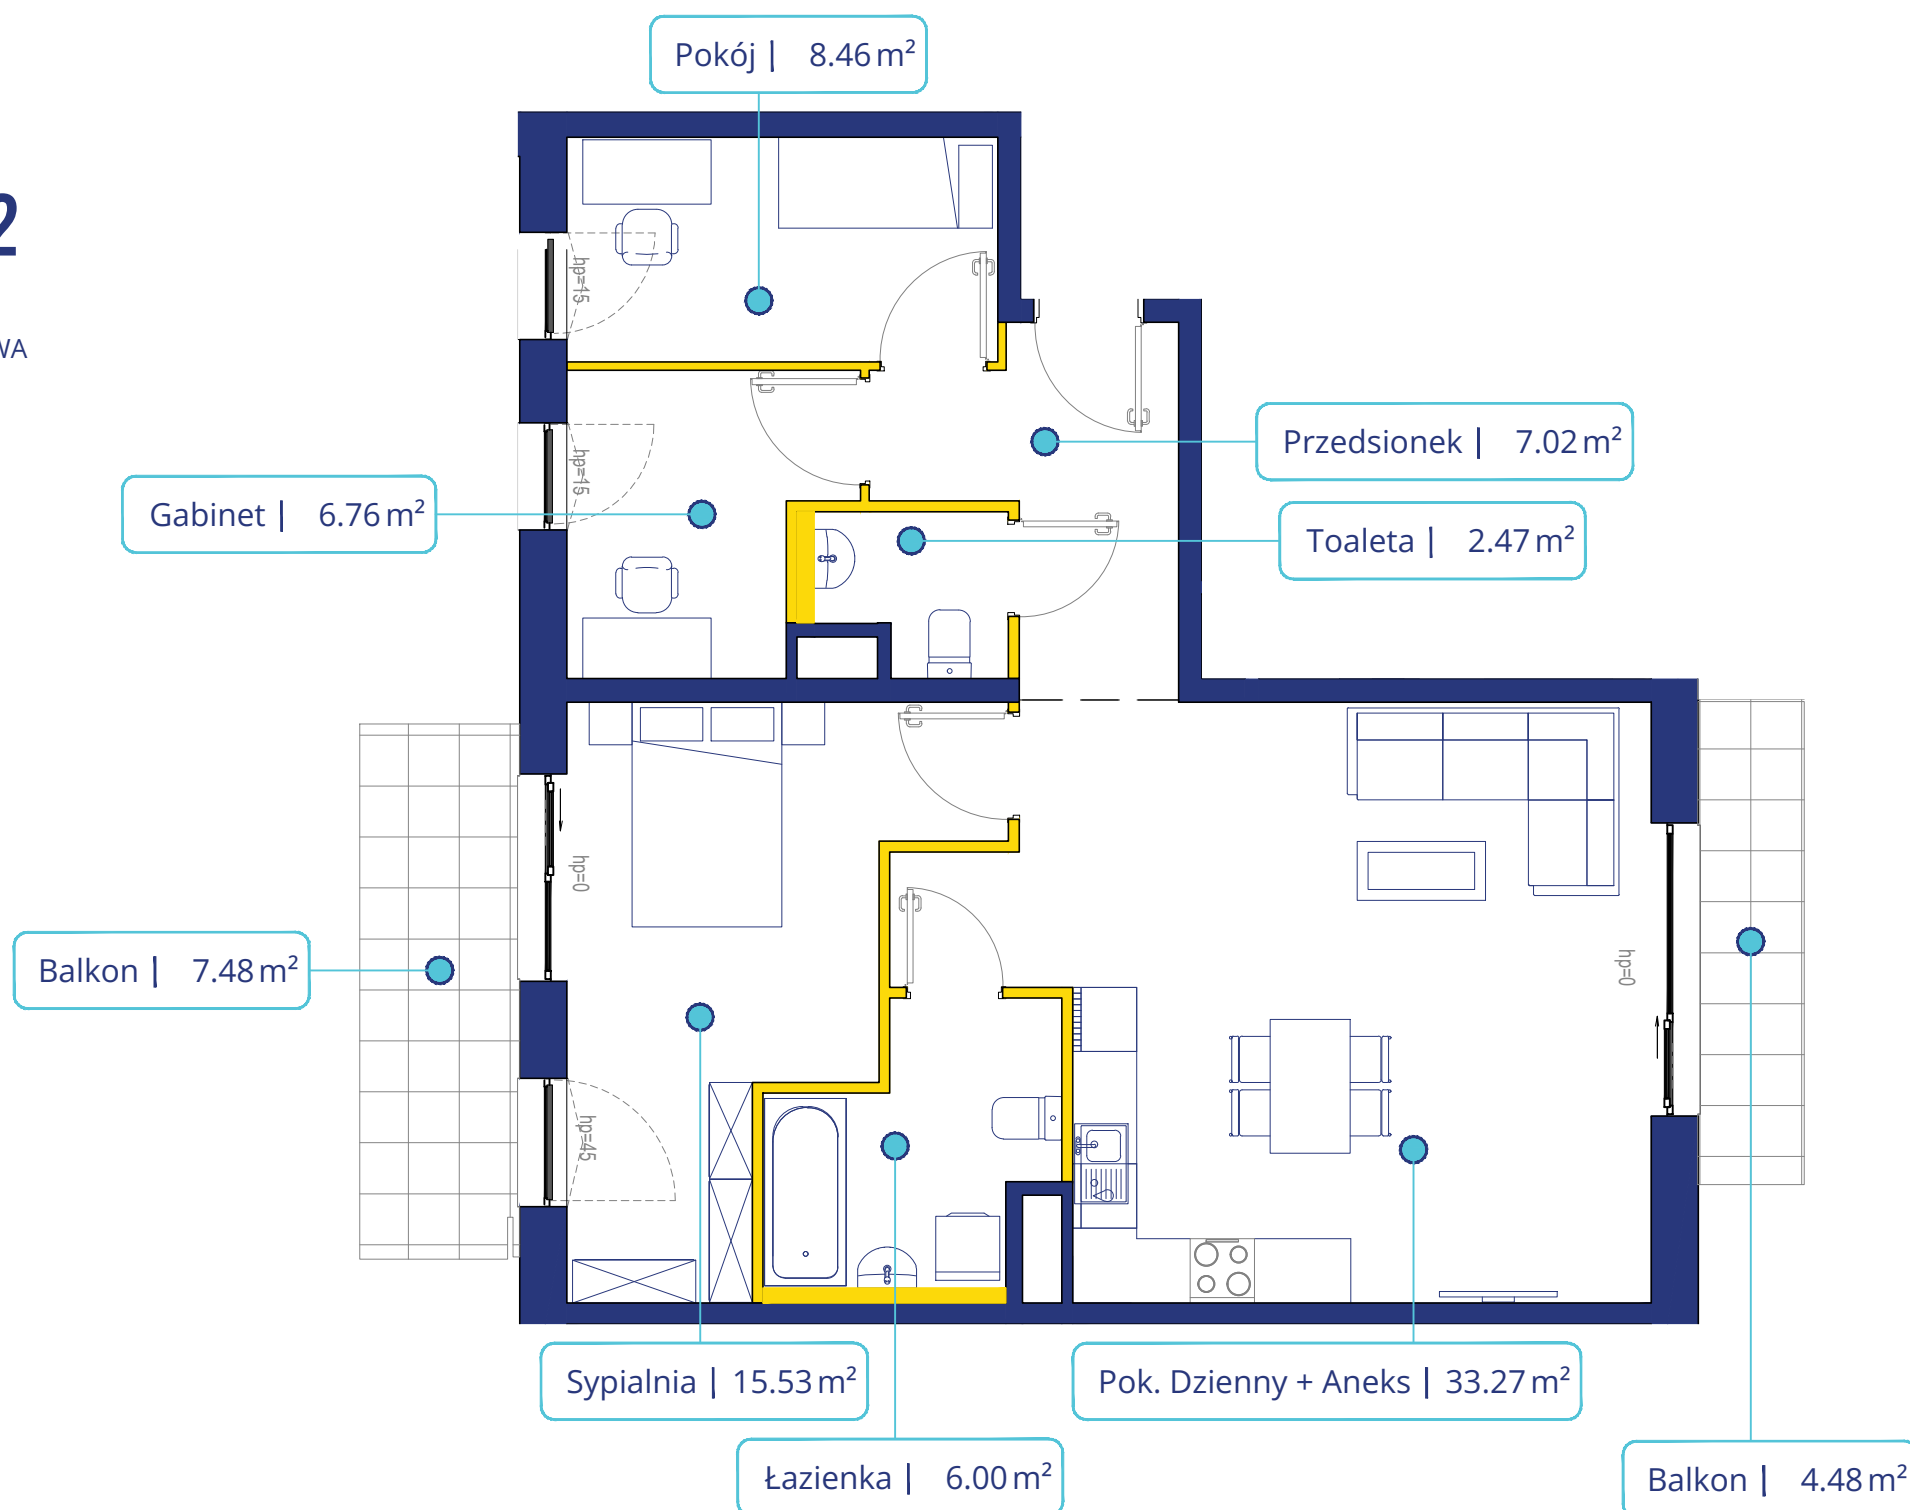 Pokój | 8.46 m²
2
WA
hp=15
Przedsionek | 7.02 m²
hp=15
Gabinet | 6.76 m²
Toaleta | 2.47 m²
hp=0
Balkon | 7.48 m²
hp=0
hp=45
Sypialnia | 15.53 m²
Pok. Dzienny + Aneks | 33.27 m²
Łazienka | 6.00 m²
Balkon | 4.48 m²